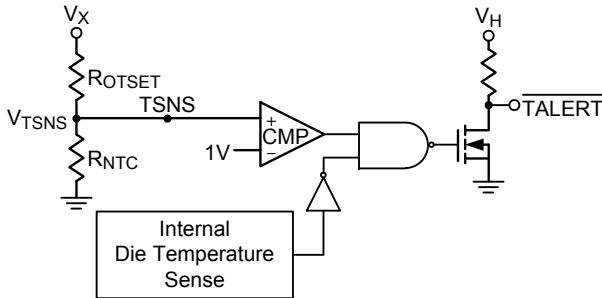 VX
VH
ROTSET
TSNS
TALERT
VTSNS
+
CMP
1V
−
RNTC
Internal
Die Temperature
Sense